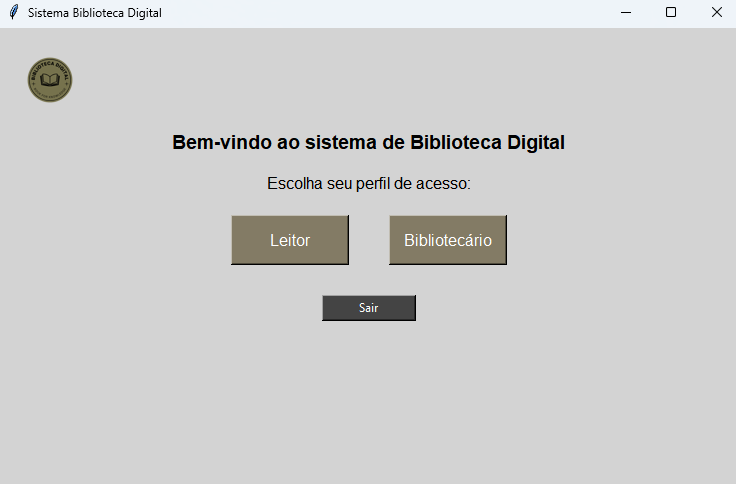 Sistema Biblioteca Digital
BIBLIOTECA DIGITAL
Bem-vindo ao sistema de Biblioteca Digital
Escolha seu perfil de acesso:
Leitor
Bibliotecário
Sair